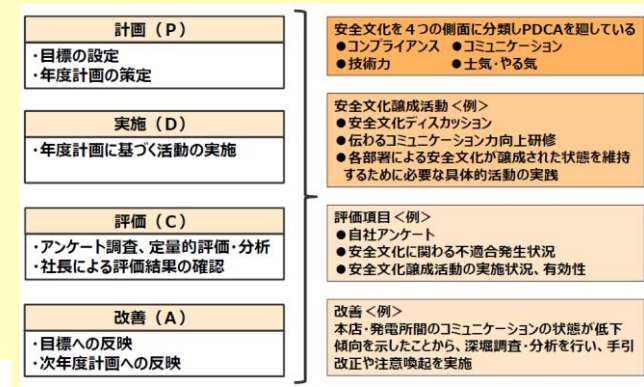 計画（P）
・目標の設定
・年度計画の策定
実施（D）
・年度計画に基づく活動の実施
評価（C）
・アンケート調査、定量的評価・分析
・社長による評価結果の確認
改善（A）
・目標への反映
・次年度計画への反映
安全文化を４つの側面に分類しPDCAを廻している
●コンプライアンス ●コミュニケーション
●技術力 ●士気・やる気
安全文化醸成活動＜例＞
●安全文化ディスカッション
●伝わるコミュニケーション力向上研修
●各部署による安全文化が醸成された状態を維持
するために必要な具体的活動の実践
評価項目＜例＞
●自社アンケート
●安全文化に関わる不適合発生状況
●安全文化醸成活動の実施状況、有効性
改善＜例＞
本店・発電所間のコミュニケーションの状態が低下
傾向を示したことから、深堀調査・分析を行い、手引
改正や注意喚起を実施